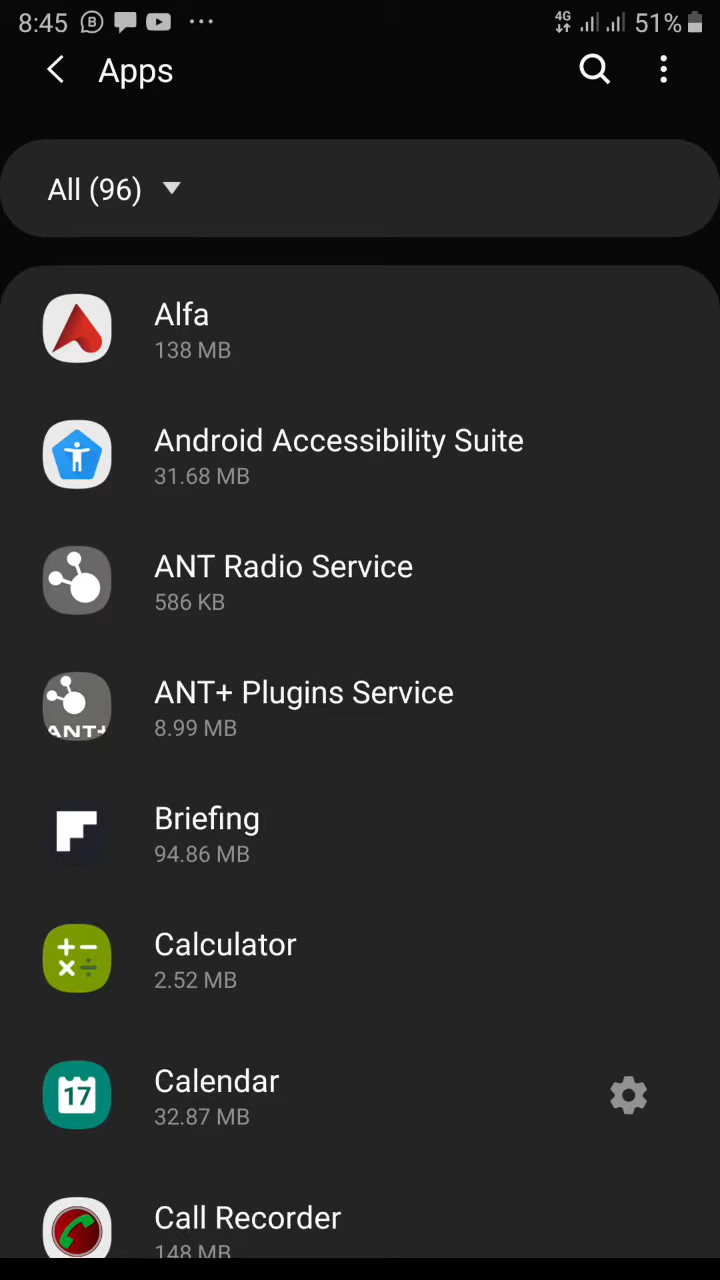 8:45
4G 51%
Apps
All (96)
Alfa
138 MB
Android Accessibility Suite
31.68 MB
ANT Radio Service
586 KB
ANT+ Plugins Service
8.99 MB
ANT+
Briefing
94.86 MB
Calculator
2.52 MB
Calendar
17
32.87 MB
Call Recorder
148 MB